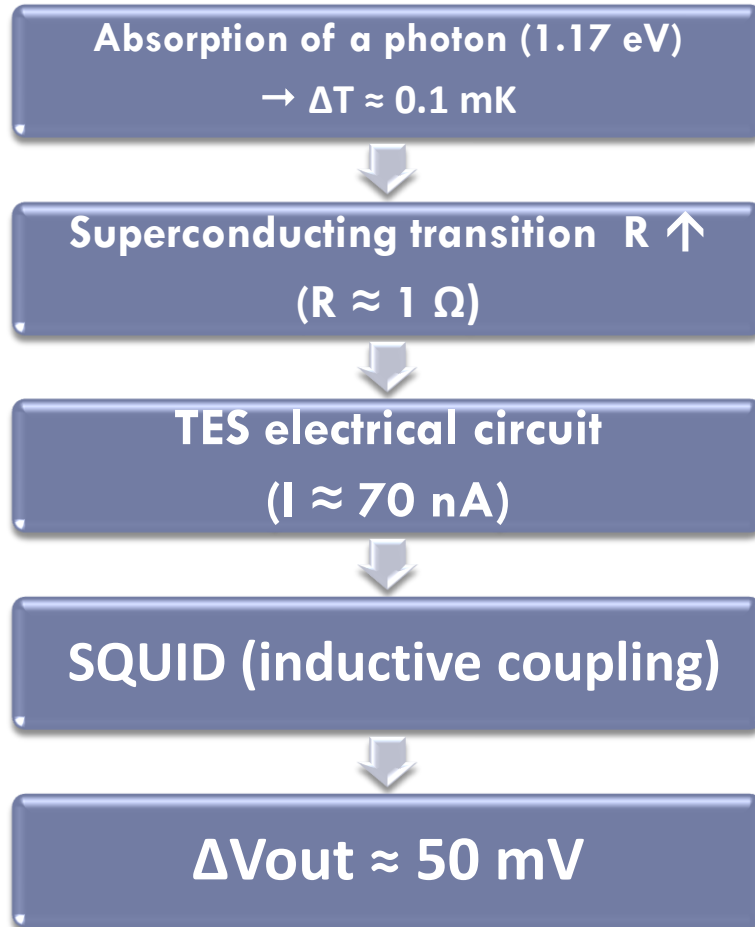 Absorption of a photon (1.17 eV)
→ ΔT ≈ 0.1 mK
Superconducting transition R ↑
(R ≈ 1 Ω)
TES electrical circuit
(I ≈ 70 nA)
SQUID (inductive coupling)
ΔVout ≈ 50 mV